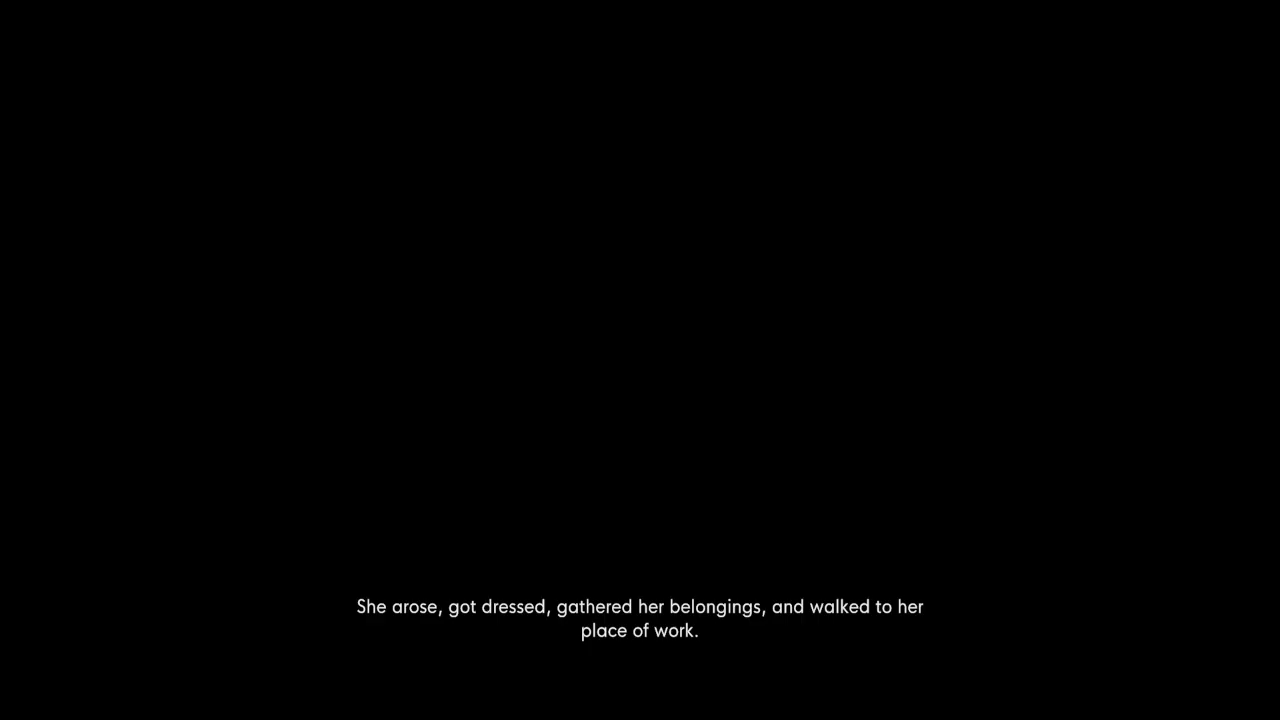 She arose, got dressed, gathered her belongings, and walked to her
place of work.